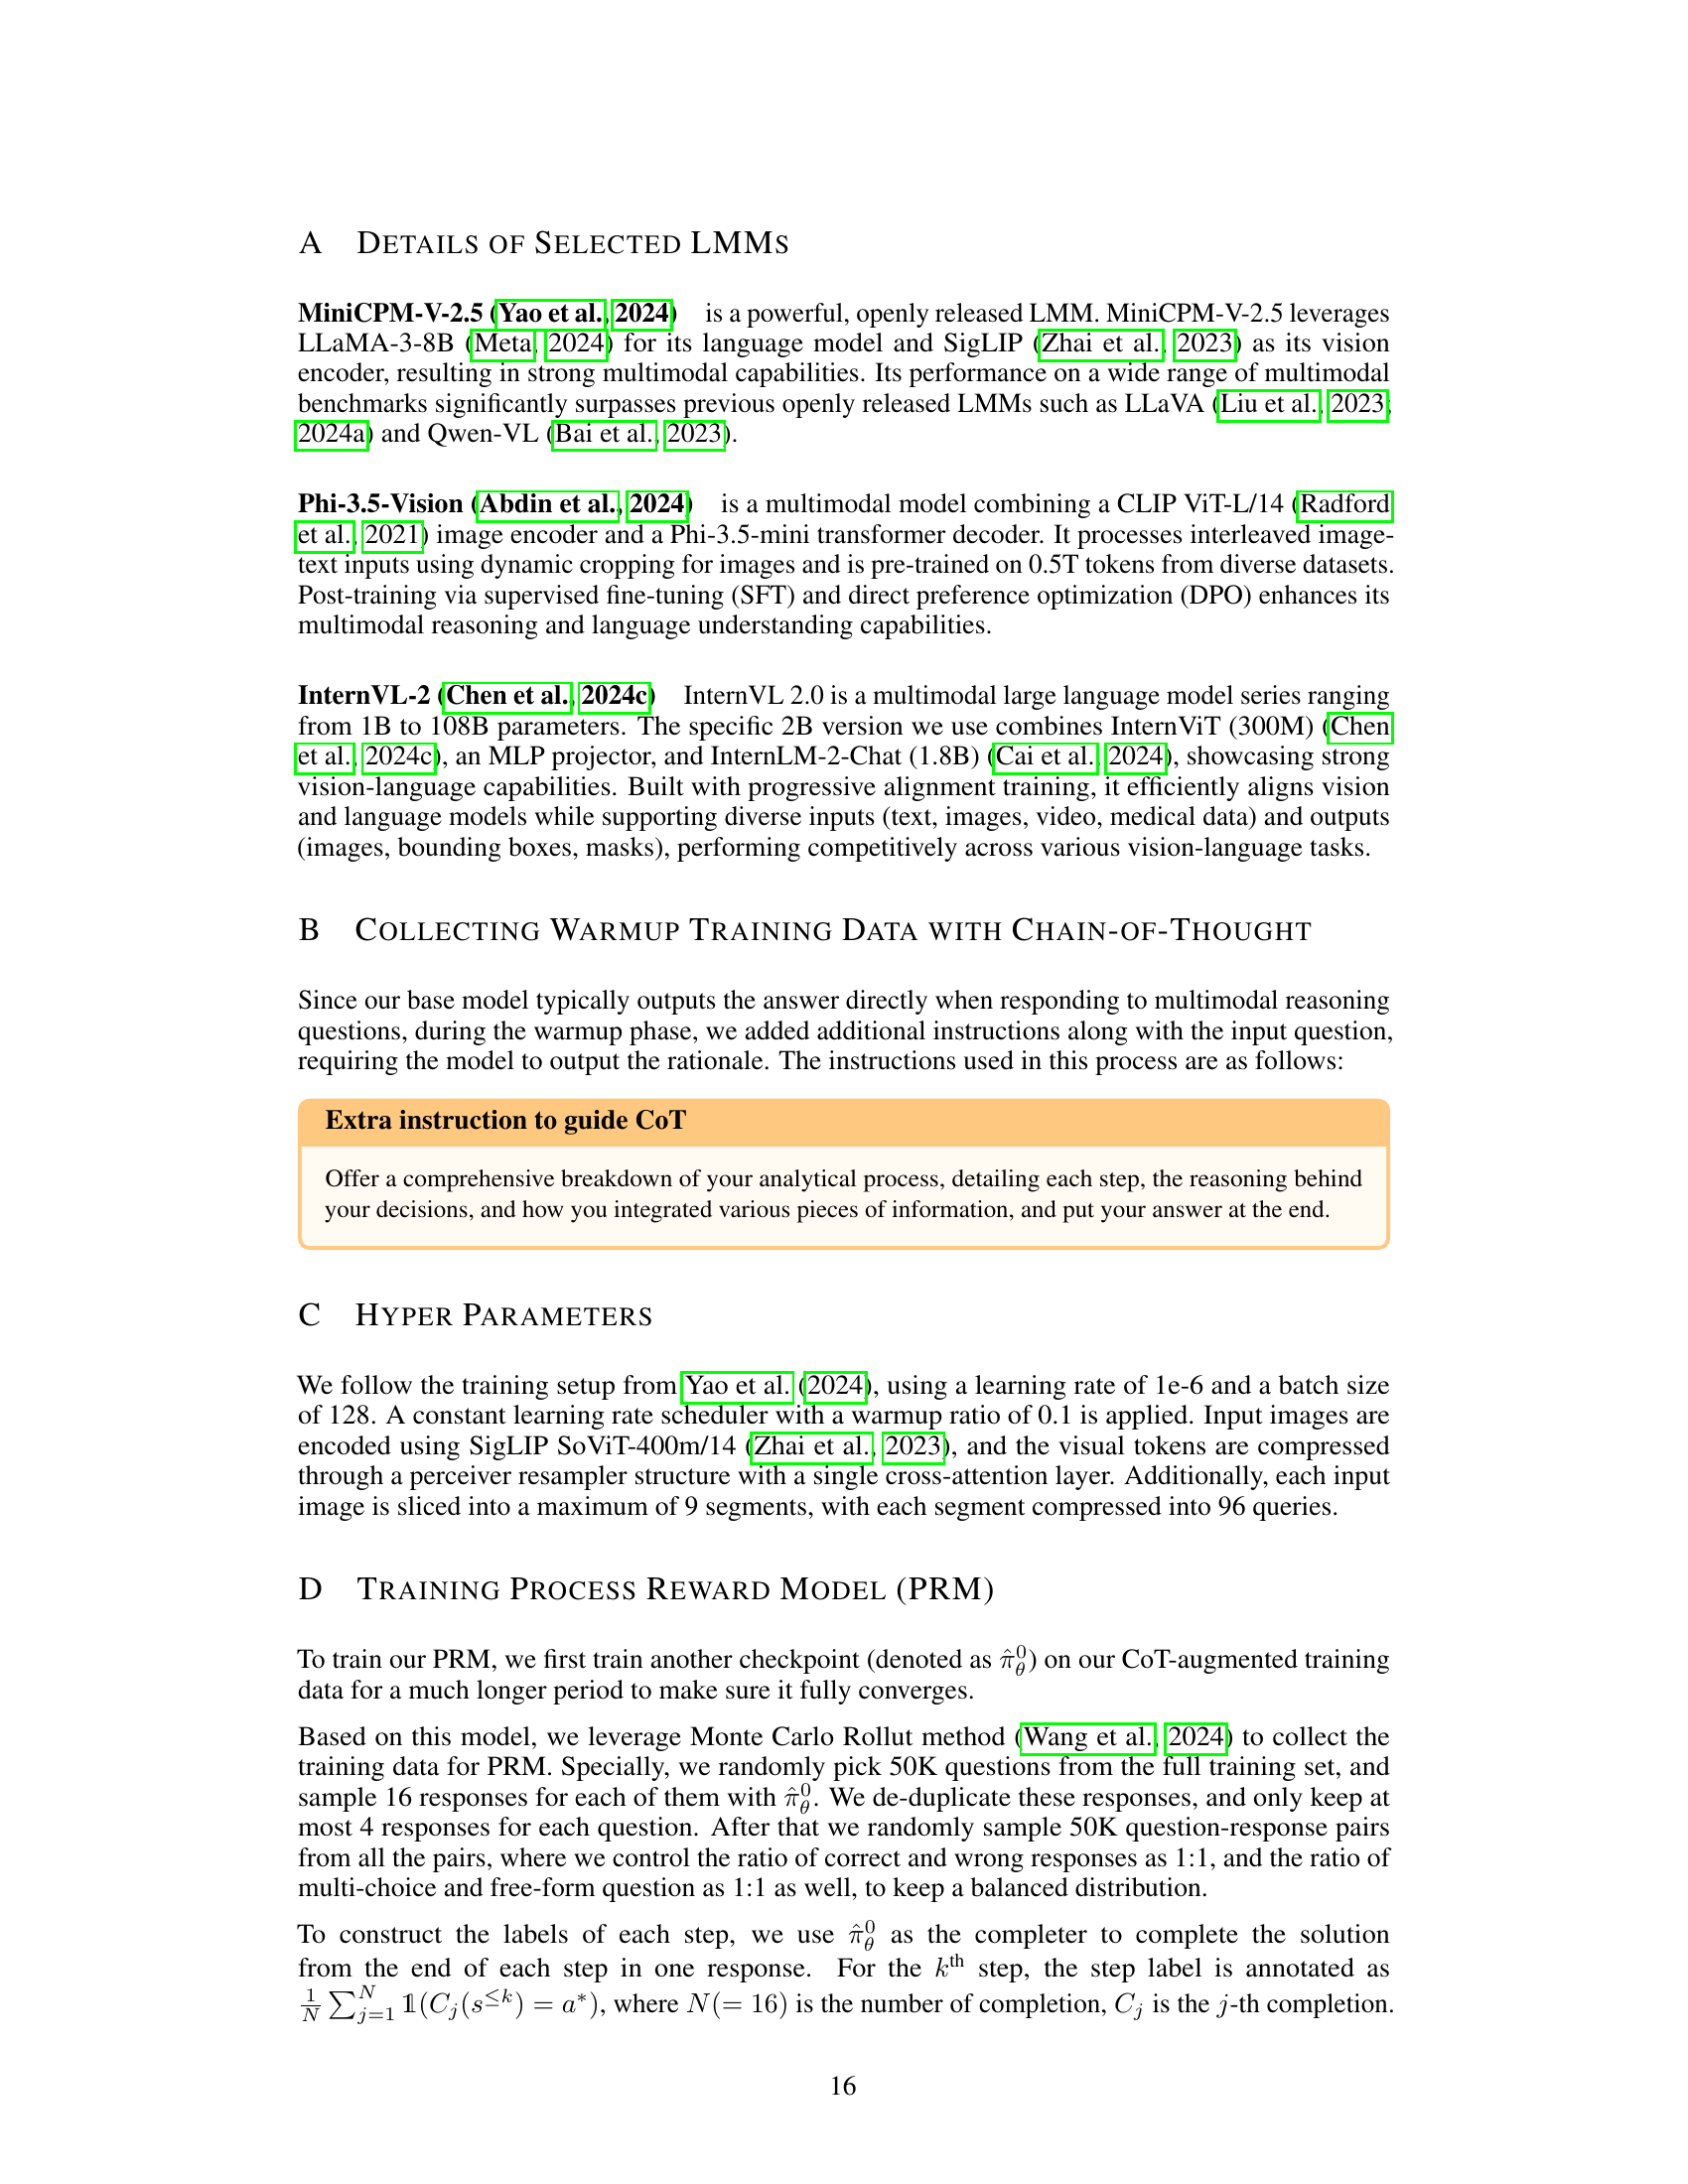 A DETAILS OF SELECTED LMMS
MiniCPM-V-2.5 (Yao et al., 2024) is a powerful, openly released LMM. MiniCPM-V-2.5 leverages
LLaMA-3-8B (Meta, 2024) for its language model and SigLIP (Zhai et al., 2023) as its vision
encoder, resulting in strong multimodal capabilities. Its performance on a wide range of multimodal
benchmarks significantly surpasses previous openly released LMMs such as LLaVA (Liu et al., 2023;
2024a) and Qwen-VL (Bai et al., 2023).
Phi-3.5-Vision (Abdin et al., 2024) is a multimodal model combining a CLIP ViT-L/14 (Radford
et al., 2021) image encoder and a Phi-3.5-mini transformer decoder. It processes interleaved image-
text inputs using dynamic cropping for images and is pre-trained on 0.5T tokens from diverse datasets.
Post-training via supervised fine-tuning (SFT) and direct preference optimization (DPO) enhances its
multimodal reasoning and language understanding capabilities.
InternVL-2 (Chen et al., 2024c) InternVL 2.0 is a multimodal large language model series ranging
from 1B to 108B parameters. The specific 2B version we use combines InternViT (300M) (Chen
et al., 2024c), an MLP projector, and InternLM-2-Chat (1.8B) (Cai et al., 2024), showcasing strong
vision-language capabilities. Built with progressive alignment training, it efficiently aligns vision
and language models while supporting diverse inputs (text, images, video, medical data) and outputs
(images, bounding boxes, masks), performing competitively across various vision-language tasks.
B COLLECTING WARMUP TRAINING DATA WITH CHAIN-OF-THOUGHT
Since our base model typically outputs the answer directly when responding to multimodal reasoning
questions, during the warmup phase, we added additional instructions along with the input question,
requiring the model to output the rationale. The instructions used in this process are as follows:
Extra instruction to guide CoT
Offer a comprehensive breakdown of your analytical process, detailing each step, the reasoning behind
your decisions, and how you integrated various pieces of information, and put your answer at the end.
C HYPER PARAMETERS
We follow the training setup from Yao et al. (2024), using a learning rate of 1e-6 and a batch size
of 128. A constant learning rate scheduler with a warmup ratio of 0.1 is applied. Input images are
encoded using SigLIP SoViT-400m/14 (Zhai et al., 2023), and the visual tokens are compressed
through a perceiver resampler structure with a single cross-attention layer. Additionally, each input
image is sliced into a maximum of 9 segments, with each segment compressed into 96 queries.
D TRAINING PROCESS REWARD MODEL (PRM)
To train our PRM, we first train another checkpoint (denoted as $\hat{\pi}_\theta^0$) on our CoT-augmented training
data for a much longer period to make sure it fully converges.
Based on this model, we leverage Monte Carlo Rollut method (Wang et al., 2024) to collect the
training data for PRM. Specially, we randomly pick 50K questions from the full training set, and
sample 16 responses for each of them with $\hat{\pi}_\theta^0$. We de-duplicate these responses, and only keep at
most 4 responses for each question. After that we randomly sample 50K question-response pairs
from all the pairs, where we control the ratio of correct and wrong responses as 1:1, and the ratio of
multi-choice and free-form question as 1:1 as well, to keep a balanced distribution.
To construct the labels of each step, we use $\hat{\pi}_\theta^0$ as the completer to complete the solution
from the end of each step in one response. For the $k^{\text{th}}$ step, the step label is annotated as
$\frac{1}{N}\sum_{j=1}^{N} \mathbb{1}(C_j(s^{\leq k}) = a^*)$, where $N(= 16)$ is the number of completion, $C_j$ is the $j$-th completion.
16